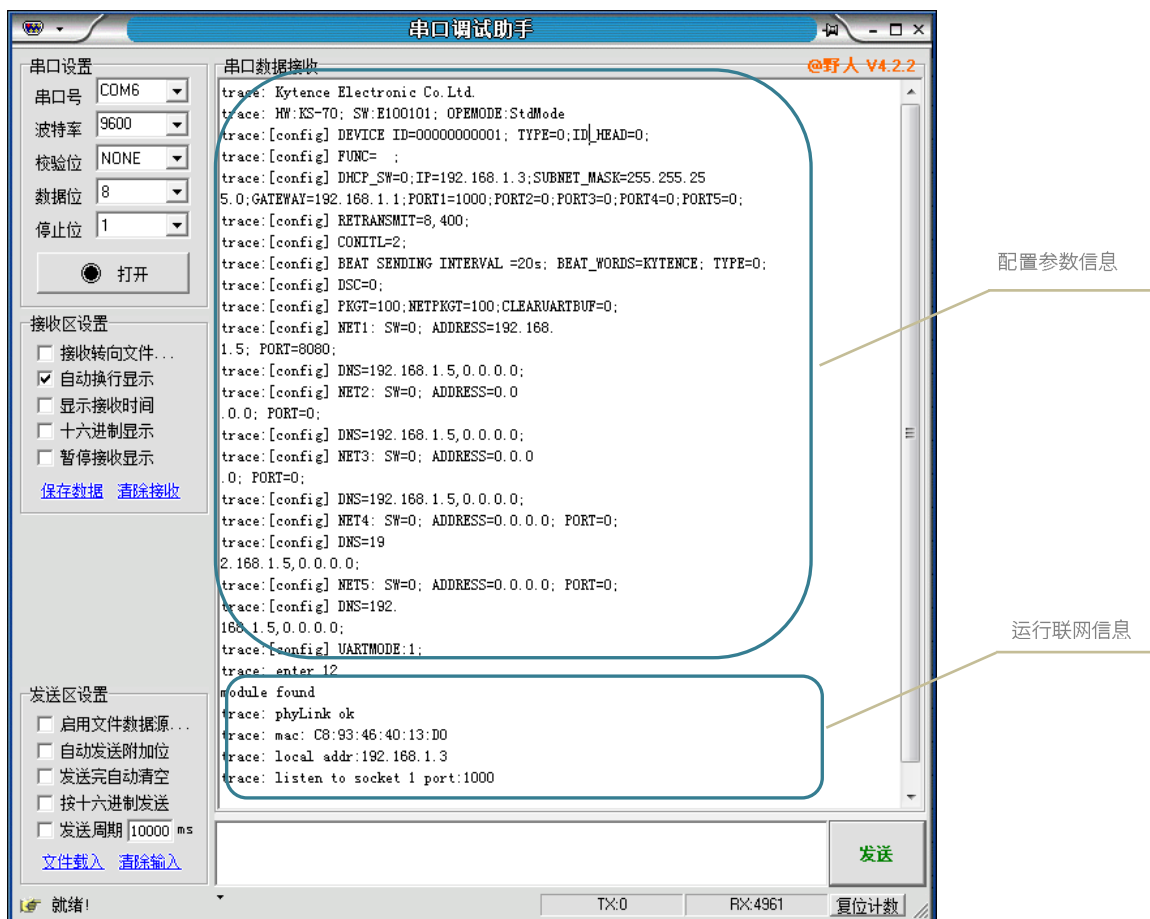 串口调试助手
串口设置
串口号 COM6
波特率 9600
校验位 NONE
数据位 8
停止位 1
打开
接收区设置
接收转向文件...
自动换行显示
显示接收时间
十六进制显示
暂停接收显示
保存数据 清除接收
发送区设置
启用文件数据源...
自动发送附加位
发送完自动清空
按十六进制发送
发送周期 10000 ms
文件载入 清除输入
串口数据接收
@野人 V4.2.2
trace: Kytence Electronic Co.Ltd.
trace: HW:KS-70; SW:E100101; OPEMODE:StdMode
trace:[config] DEVICE ID=00000000001; TYPE=0;ID_HEAD=0;
trace:[config] FUNC=  ;
trace:[config] DHCP_SW=0;IP=192.168.1.3;SUBNET_MASK=255.255.25
5.0;GATEWAY=192.168.1.1;PORT1=1000;PORT2=0;PORT3=0;PORT4=0;PORT5=0;
trace:[config] RETRANSMIT=8,400;
trace:[config] CONITL=2;
trace:[config] BEAT SENDING INTERVAL =20s; BEAT_WORDS=KYTENCE; TYPE=0;
trace:[config] DSC=0;
trace:[config] PKGT=100;NETPKGT=100;CLEARUARTBUF=0;
trace:[config] NET1: SW=0; ADDRESS=192.168.
1.5; PORT=8080;
trace:[config] DNS=192.168.1.5,0.0.0.0;
trace:[config] NET2: SW=0; ADDRESS=0.0
.0.0; PORT=0;
trace:[config] DNS=192.168.1.5,0.0.0.0;
trace:[config] NET3: SW=0; ADDRESS=0.0.0
.0; PORT=0;
trace:[config] DNS=192.168.1.5,0.0.0.0;
trace:[config] NET4: SW=0; ADDRESS=0.0.0.0; PORT=0;
trace:[config] DNS=19
2.168.1.5,0.0.0.0;
trace:[config] NET5: SW=0; ADDRESS=0.0.0.0; PORT=0;
trace:[config] DNS=192.
168.1.5,0.0.0.0;
trace:[config] UARTMODE:1;
trace: enter 12
module found
trace: phyLink ok
trace: mac: C8:93:46:40:13:D0
trace: local addr:192.168.1.3
trace: listen to socket 1 port:1000
发送
就绪!
TX:0
RX:4961
复位计数
配置参数信息
运行联网信息